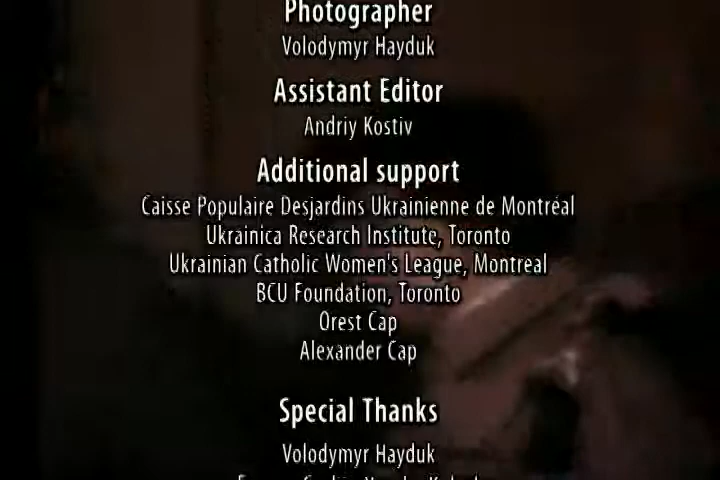 Photographer
Volodymyr Hayduk
Assistant Editor
Andriy Kostiv
Additional support
Caisse Populaire Desjardins Ukrainienne de Montréal
Ukrainica Research Institute, Toronto
Ukrainian Catholic Women's League, Montreal
BCU Foundation, Toronto
Orest Cap
Alexander Cap
Special Thanks
Volodymyr Hayduk